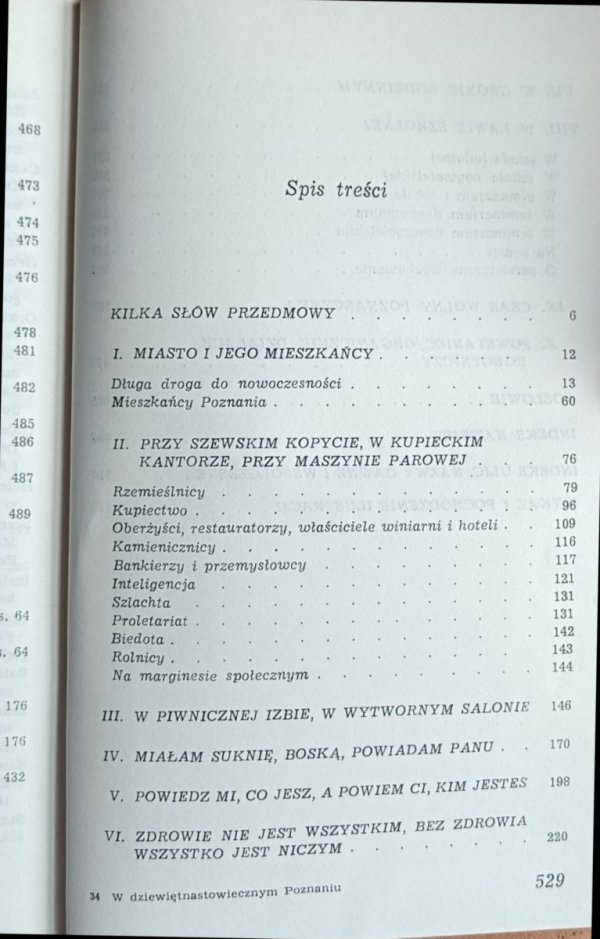 468
473
474
475
476
478
481
482
485
486
487
489
s. 64
s. 64
176
176
432
Spis treści
KILKA SŁÓW PRZEDMOWY . . . . . . . 6
I. MIASTO I JEGO MIESZKAŃCY . . . . . . 12
Długa droga do nowoczesności . . . . . . . 13
Mieszkańcy Poznania . . . . . . . . . 60
II. PRZY SZEWSKIM KOPYCIE, W KUPIECKIM
KANTORZE, PRZY MASZYNIE PAROWEJ . . . 76
Rzemieślnicy . . . . . . . . . . 79
Kupiectwo . . . . . . . . . . . 96
Oberżyści, restauratorzy, właściciele winiarni i hoteli . . 109
Kamienicznicy . . . . . . . . . . 116
Bankierzy i przemysłowcy . . . . . . . 117
Inteligencja . . . . . . . . . . 121
Szlachta . . . . . . . . . . . 131
Proletariat . . . . . . . . . . . 131
Biedota . . . . . . . . . . . . 142
Rolnicy . . . . . . . . . . . . 143
Na marginesie społecznym . . . . . . . 144
III. W PIWNICZNEJ IZBIE, W WYTWORNYM SALONIE 146
IV. MIAŁAM SUKNIĘ, BOSKĄ, POWIADAM PANU . . 170
V. POWIEDZ MI, CO JESZ, A POWIEM CI, KIM JESTES 198
VI. ZDROWIE NIE JEST WSZYSTKIM, BEZ ZDROWIA
WSZYSTKO JEST NICZYM . . . . . . . 220
34 W dziewiętnastowiecznym Poznaniu
529